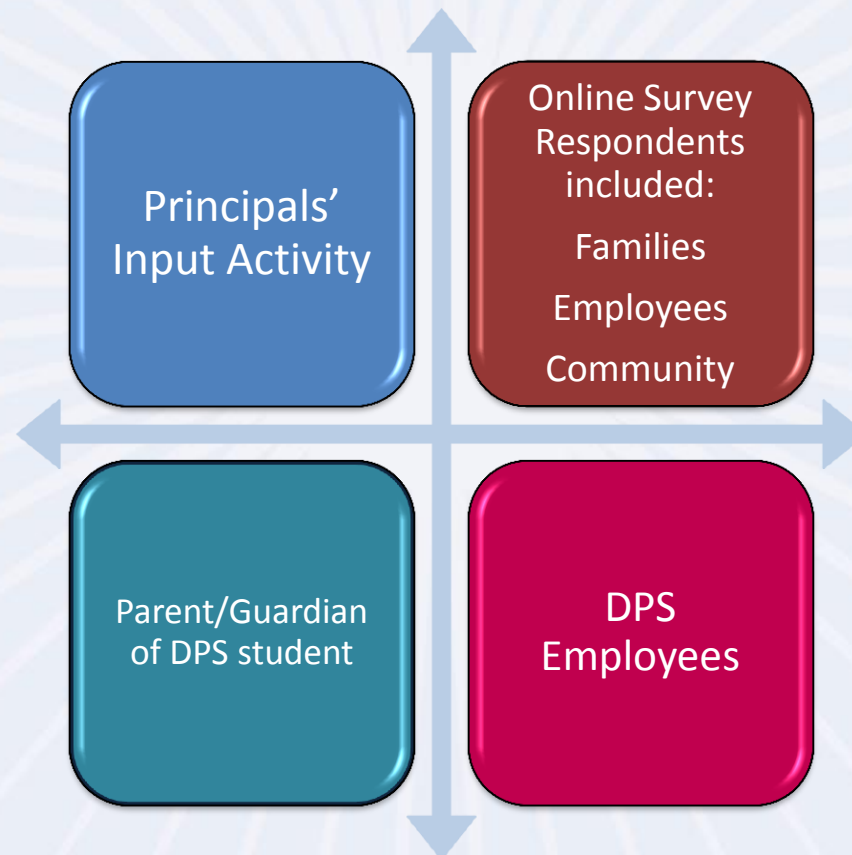 Principals’
Input Activity
Online Survey
Respondents
included:
Families
Employees
Community
Parent/Guardian
of DPS student
DPS
Employees